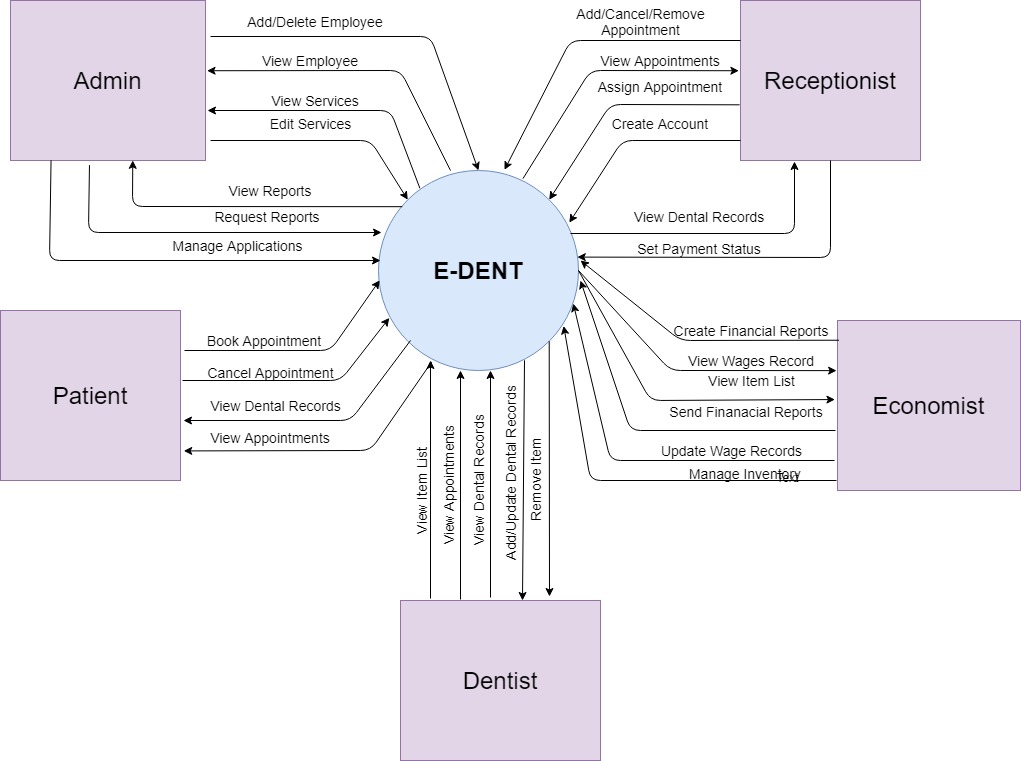 Add/Delete Employee
View Employee
View Services
Edit Services
Admin
View Reports
Request Reports
Manage Applications
Add/Cancel/Remove
Appointment
View Appointments
Assign Appointment
Create Account
Receptionist
View Dental Records
Set Payment Status
E-DENT
Book Appointment
Cancel Appointment
View Dental Records
View Appointments
Patient
Create Financial Reports
View Wages Record
View Item List
Send Finanacial Reports
Update Wage Records
Manage Inventory
Text
Economist
View Item List
View Appointments
View Dental Records
Add/Update Dental Records
Remove Item
Dentist